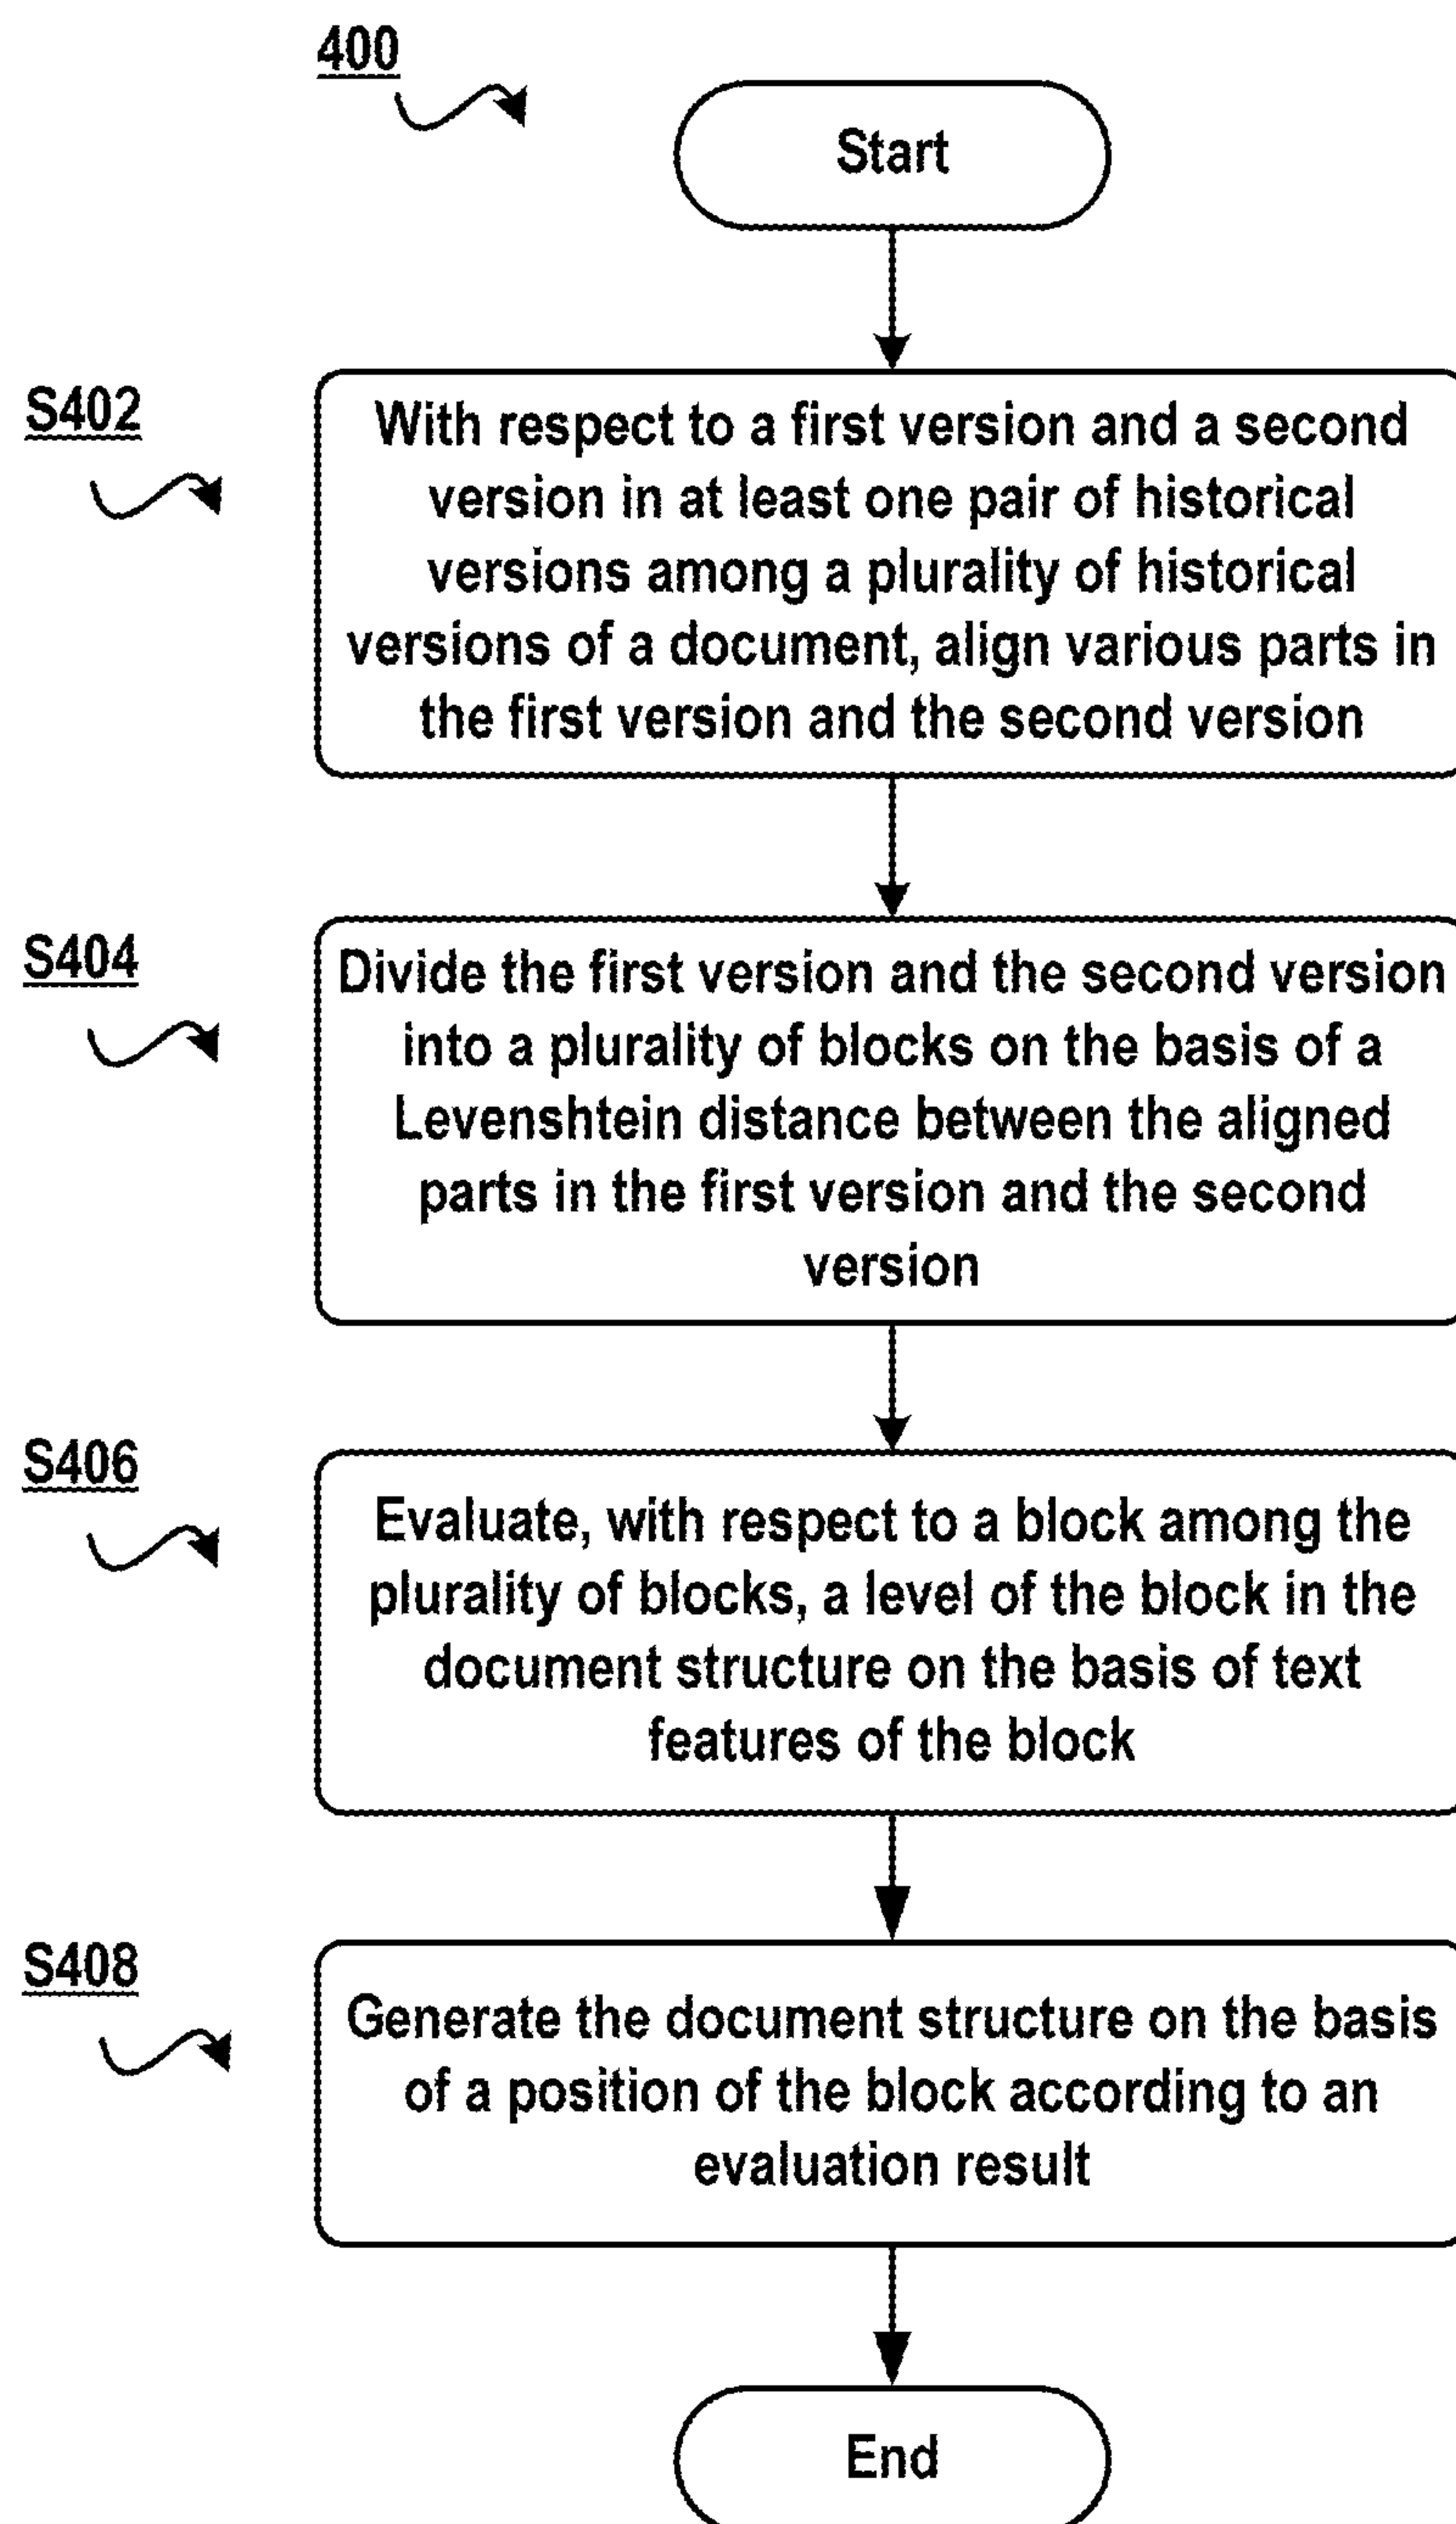 400
Start
S402
With respect to a first version and a second
version in at least one pair of historical
versions among a plurality of historical
versions of a document, align various parts in
the first version and the second version
S404
Divide the first version and the second version
into a plurality of blocks on the basis of a
Levenshtein distance between the aligned
parts in the first version and the second
version
S406
Evaluate, with respect to a block among the
plurality of blocks, a level of the block in the
document structure on the basis of text
features of the block
S408
Generate the document structure on the basis
of a position of the block according to an
evaluation result
End